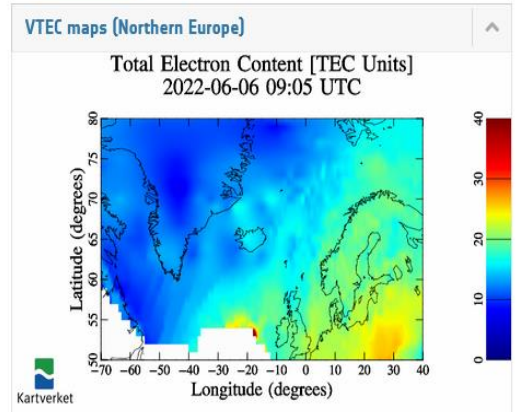 VTEC maps (Northern Europe)
Total Electron Content [TEC Units]
2022-06-06 09:05 UTC
Latitude (degrees)
80
75
70
65
60
55
50
40
30
20
10
0
−70 −60 −50 −40 −30 −20 −10 0 10 20 30 40
Longitude (degrees)
Kartverket